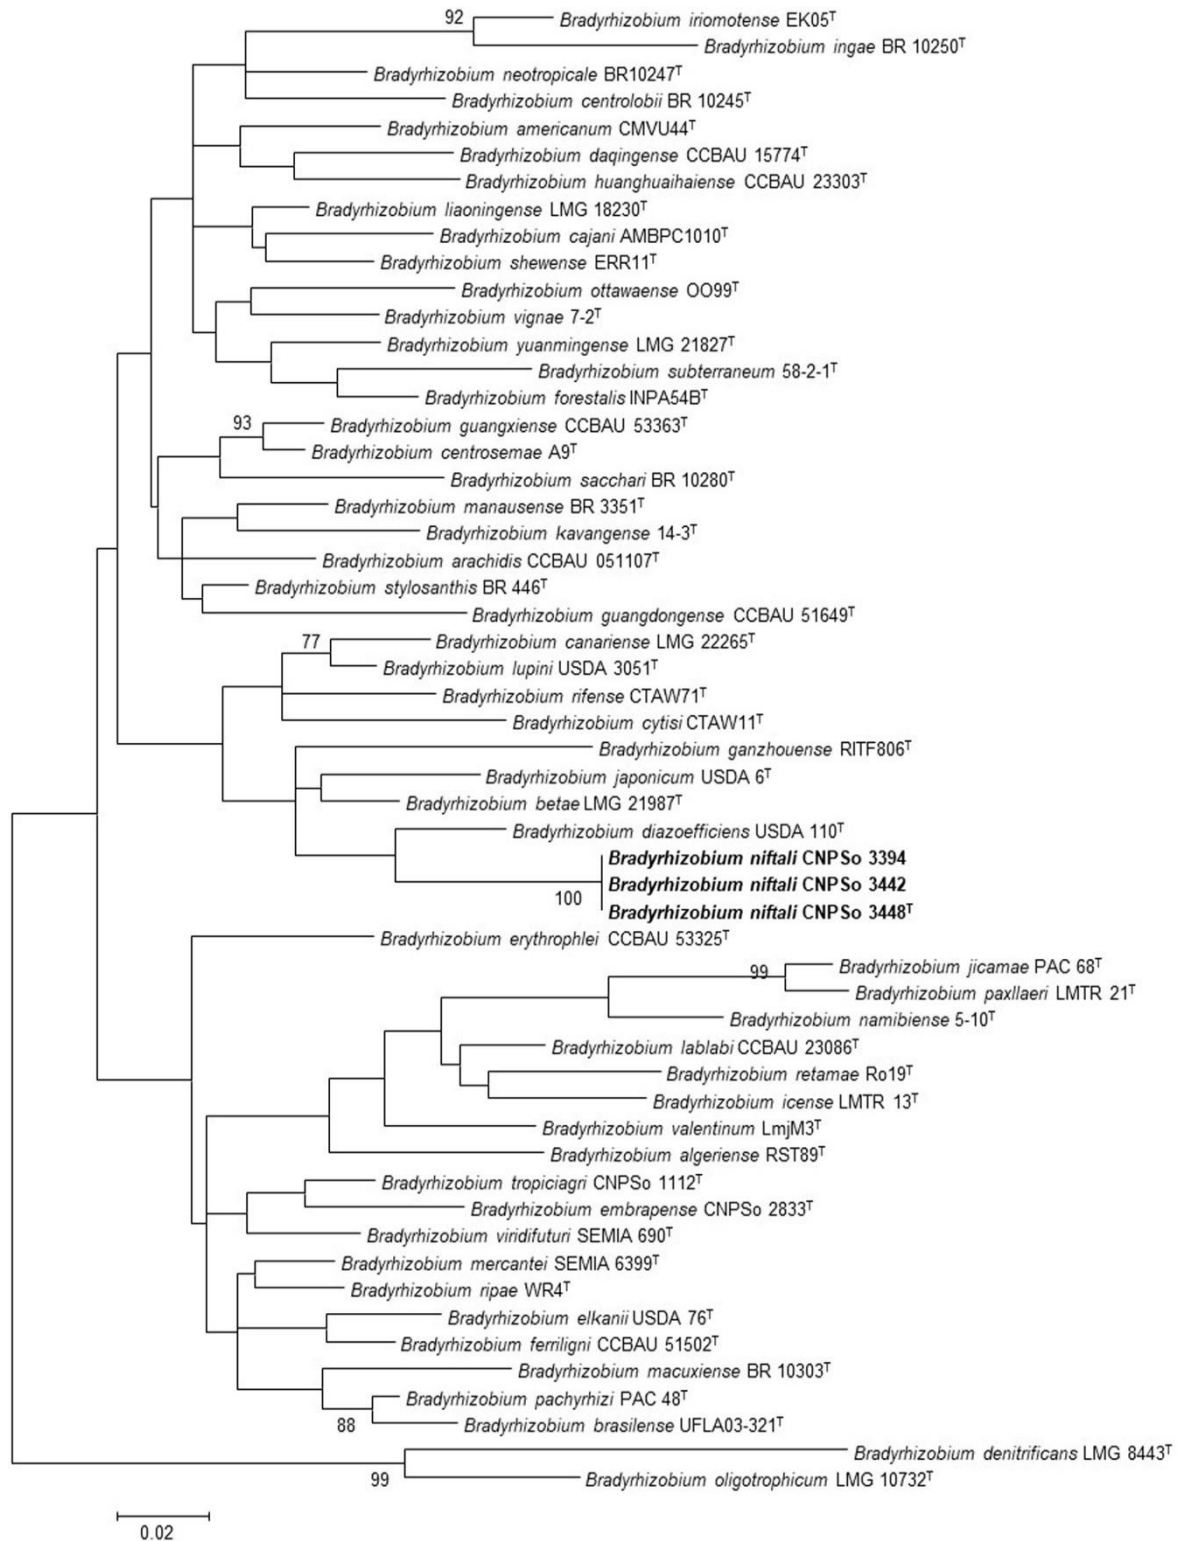 92
Bradyrhizobium iriomotense EK05ᵀ
Bradyrhizobium ingae BR 10250ᵀ
Bradyrhizobium neotropicale BR10247ᵀ
Bradyrhizobium centrolobii BR 10245ᵀ
Bradyrhizobium americanum CMVU44ᵀ
Bradyrhizobium daqingense CCBAU 15774ᵀ
Bradyrhizobium huanghuaihaiense CCBAU 23303ᵀ
Bradyrhizobium liaoningense LMG 18230ᵀ
Bradyrhizobium cajani AMBPC1010ᵀ
Bradyrhizobium shewense ERR11ᵀ
Bradyrhizobium ottawaense OO99ᵀ
Bradyrhizobium vignae 7-2ᵀ
Bradyrhizobium yuanmingense LMG 21827ᵀ
Bradyrhizobium subterraneum 58-2-1ᵀ
Bradyrhizobium forestalis INPA54Bᵀ
93
Bradyrhizobium guangxiense CCBAU 53363ᵀ
Bradyrhizobium centrosemae A9ᵀ
Bradyrhizobium sacchari BR 10280ᵀ
Bradyrhizobium manausense BR 3351ᵀ
Bradyrhizobium kavangense 14-3ᵀ
Bradyrhizobium arachidis CCBAU 051107ᵀ
Bradyrhizobium stylosanthis BR 446ᵀ
Bradyrhizobium guangdongense CCBAU 51649ᵀ
77
Bradyrhizobium canariense LMG 22265ᵀ
Bradyrhizobium lupini USDA 3051ᵀ
Bradyrhizobium rifense CTAW71ᵀ
Bradyrhizobium cytisi CTAW11ᵀ
Bradyrhizobium ganzhouense RITF806ᵀ
Bradyrhizobium japonicum USDA 6ᵀ
Bradyrhizobium betae LMG 21987ᵀ
Bradyrhizobium diazoefficiens USDA 110ᵀ
Bradyrhizobium niftali CNPSo 3394
Bradyrhizobium niftali CNPSo 3442
100
Bradyrhizobium niftali CNPSo 3448ᵀ
Bradyrhizobium erythrophlei CCBAU 53325ᵀ
99
Bradyrhizobium jicamae PAC 68ᵀ
Bradyrhizobium paxllaeri LMTR 21ᵀ
Bradyrhizobium namibiense 5-10ᵀ
Bradyrhizobium lablabi CCBAU 23086ᵀ
Bradyrhizobium retamae Ro19ᵀ
Bradyrhizobium icense LMTR 13ᵀ
Bradyrhizobium valentinum LmjM3ᵀ
Bradyrhizobium algeriense RST89ᵀ
Bradyrhizobium tropiciagri CNPSo 1112ᵀ
Bradyrhizobium embrapense CNPSo 2833ᵀ
Bradyrhizobium viridifuturi SEMIA 690ᵀ
Bradyrhizobium mercantei SEMIA 6399ᵀ
Bradyrhizobium ripae WR4ᵀ
Bradyrhizobium elkanii USDA 76ᵀ
Bradyrhizobium ferriligni CCBAU 51502ᵀ
Bradyrhizobium macuxiense BR 10303ᵀ
Bradyrhizobium pachyrhizi PAC 48ᵀ
88
Bradyrhizobium brasilense UFLA03-321ᵀ
Bradyrhizobium denitrificans LMG 8443ᵀ
99
Bradyrhizobium oligotrophicum LMG 10732ᵀ
0.02